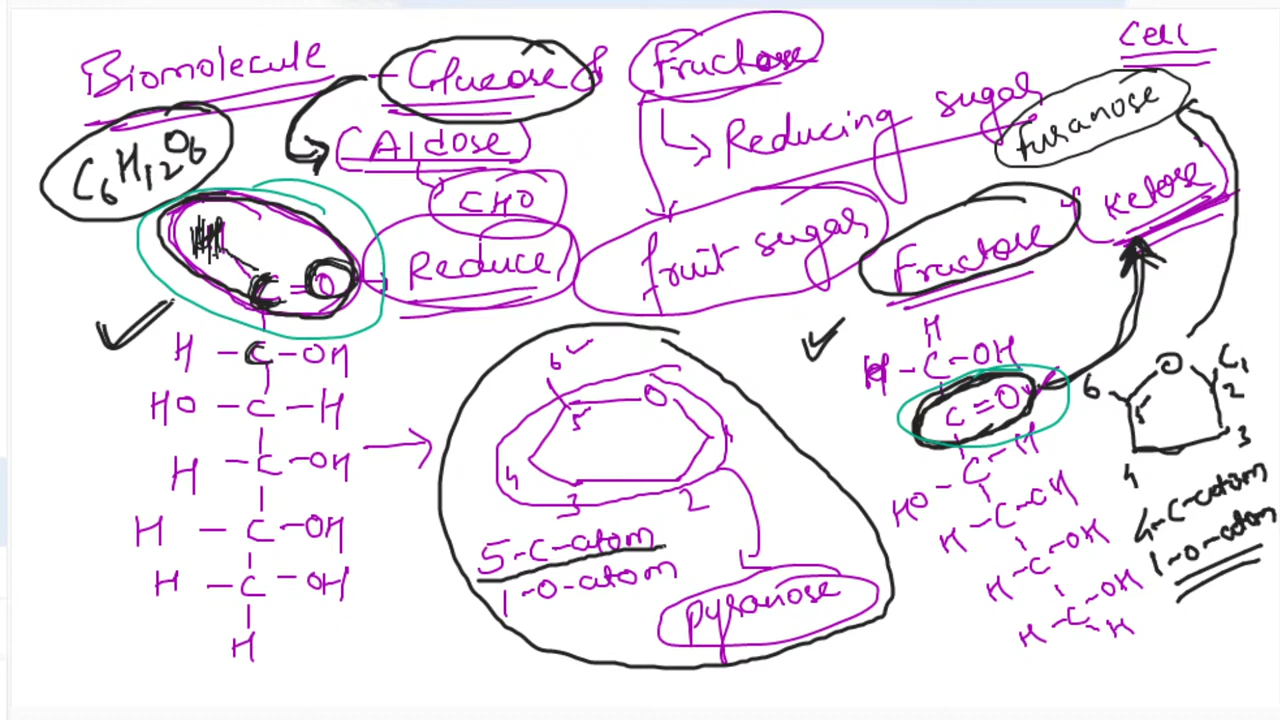 Cell
Biomolecule - Glucose & Fructose
furanose
Reducing sugar
C6H12O6
(Aldose
CHO
Ketose
Reduce
fruit sugar
Fructose
C=O
H-C-OH
HO-C-H
H-C-OH
H-C-OH
H-C-OH
H
6
5
O
4
1
3
2
5-C-atom
1-O-atom
pyranose
H
H-C-OH
C=O
HO-C-H
H-C-OH
H-C-OH
H-C-OH
H
O
6
C1
5
2
3
4
4-C-atom
1-O-atom